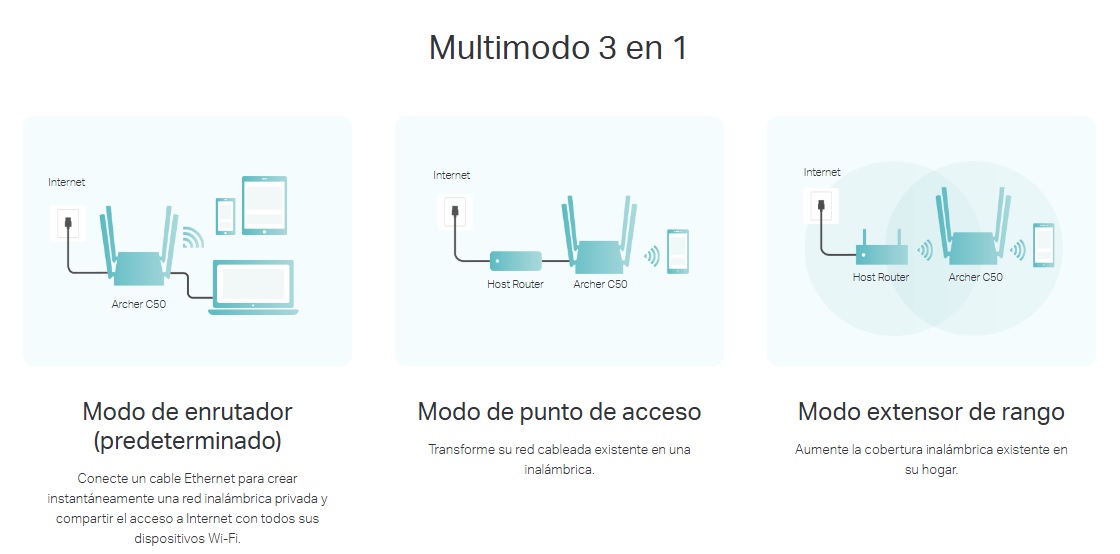 Multimodo 3 en 1
Internet
Archer C50
Modo de enrutador
(predeterminado)
Conecte un cable Ethernet para crear
instantáneamente una red inalámbrica privada y
compartir el acceso a Internet con todos sus
dispositivos Wi-Fi.
Internet
Host Router
Archer C50
Modo de punto de acceso
Transforme su red cableada existente en una
inalámbrica.
Internet
Host Router
Archer C50
Modo extensor de rango
Aumente la cobertura inalámbrica existente en
su hogar.